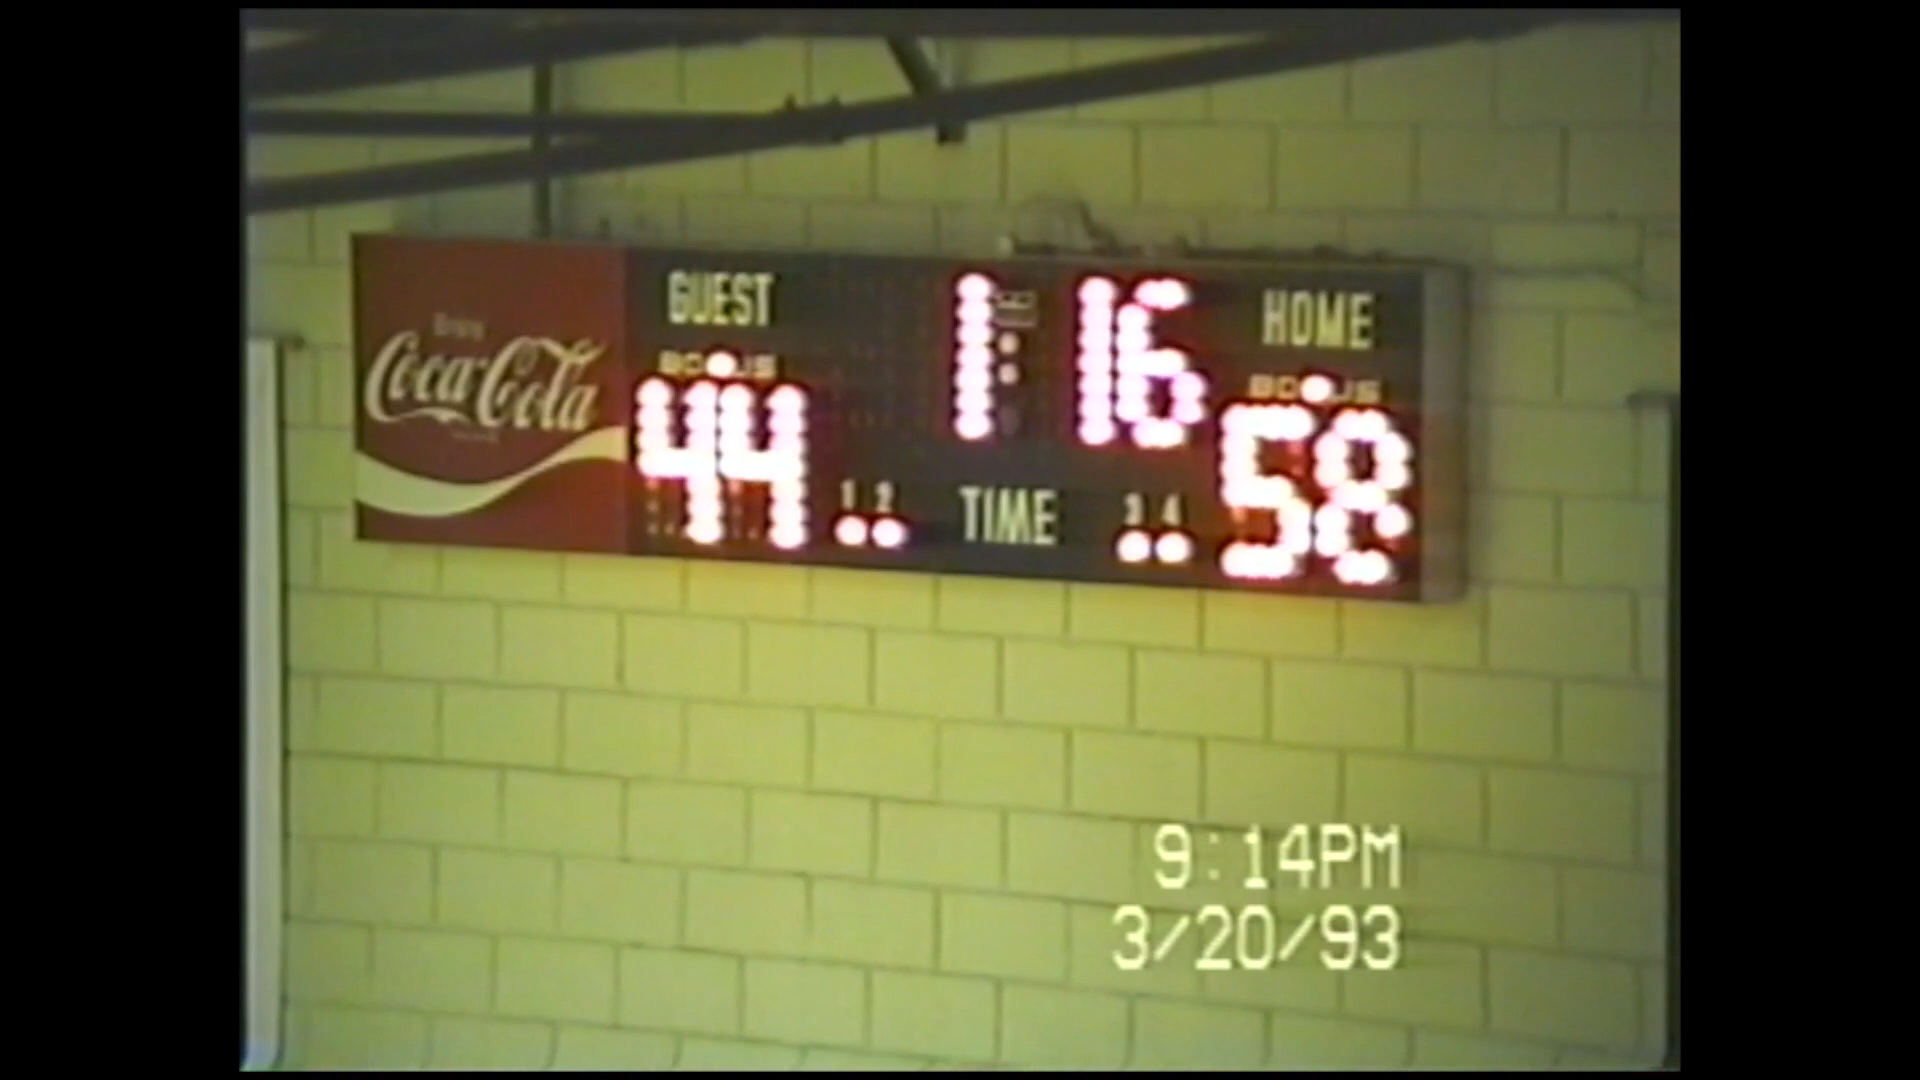 Enjoy
Coca-Cola
GUEST
BONUS
44
1:16
HOME
BONUS
58
1 2
TIME
3 4
9:14PM
3/20/93